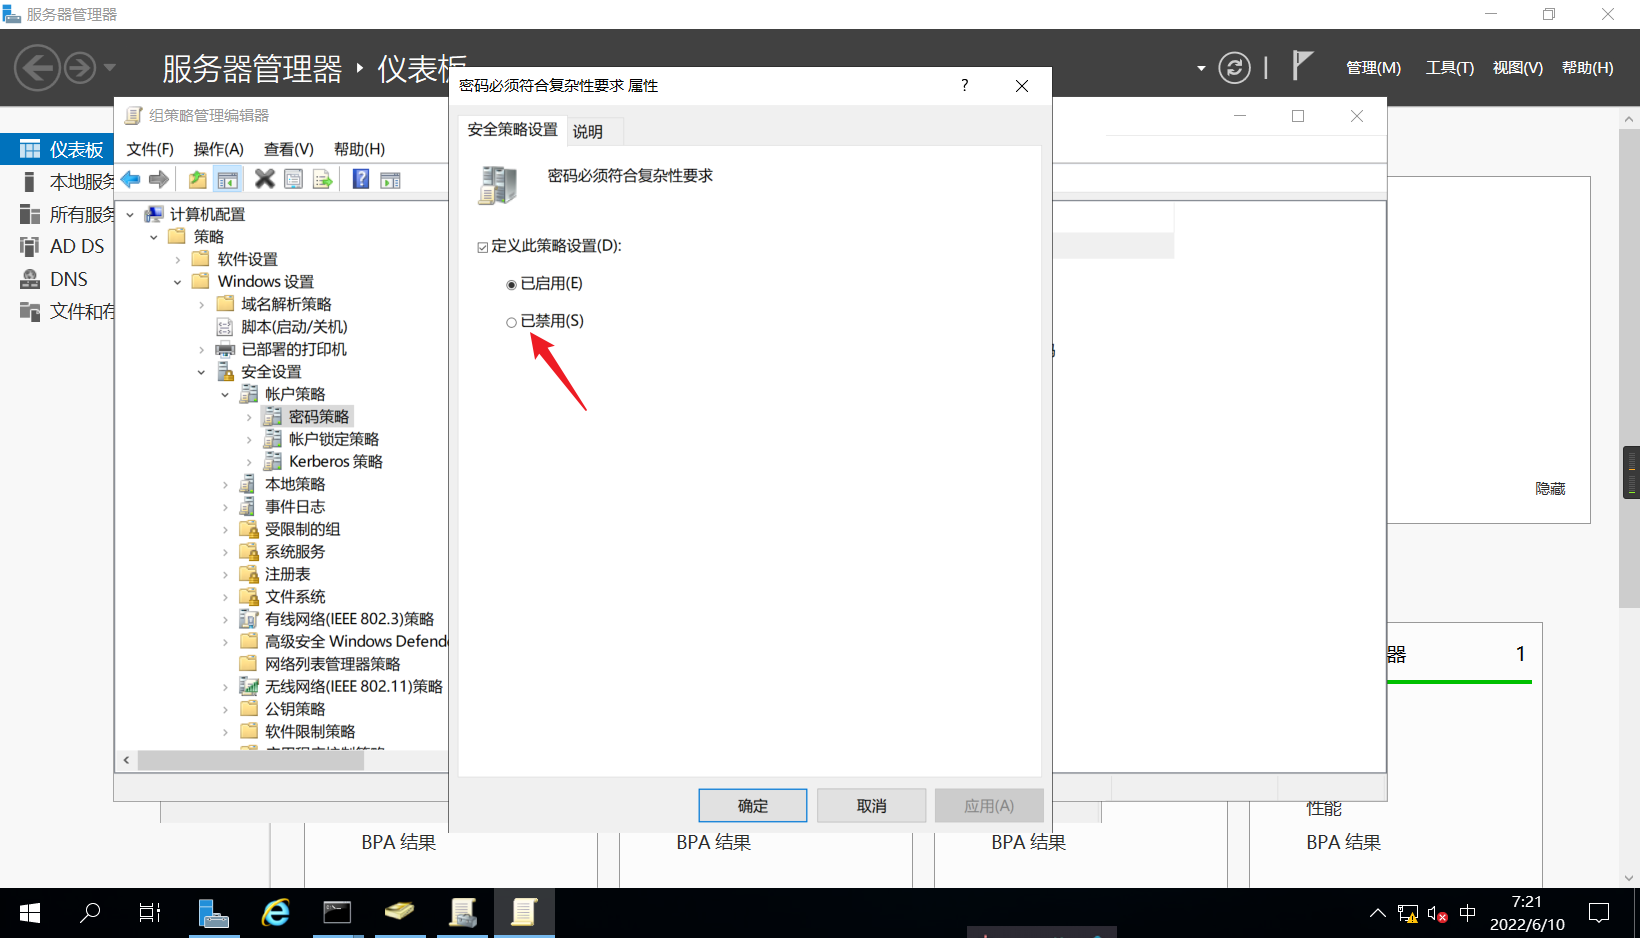 服务器管理器
服务器管理器 ‣ 仪表板
管理(M) 工具(T) 视图(V) 帮助(H)
仪表板
本地服务
所有服务
AD DS
DNS
文件和存
组策略管理编辑器
文件(F) 操作(A) 查看(V) 帮助(H)
计算机配置
策略
软件设置
Windows 设置
域名解析策略
脚本(启动/关机)
已部署的打印机
安全设置
帐户策略
密码策略
帐户锁定策略
Kerberos 策略
本地策略
事件日志
受限制的组
系统服务
注册表
文件系统
有线网络(IEEE 802.3)策略
高级安全 Windows Defende
网络列表管理器策略
无线网络(IEEE 802.11)策略
公钥策略
软件限制策略
密码必须符合复杂性要求 属性
?
安全策略设置 说明
密码必须符合复杂性要求
定义此策略设置(D):
已启用(E)
已禁用(S)
确定 取消 应用(A)
隐藏
器 1
性能
BPA 结果 BPA 结果 BPA 结果 BPA 结果
中
7:21
2022/6/10